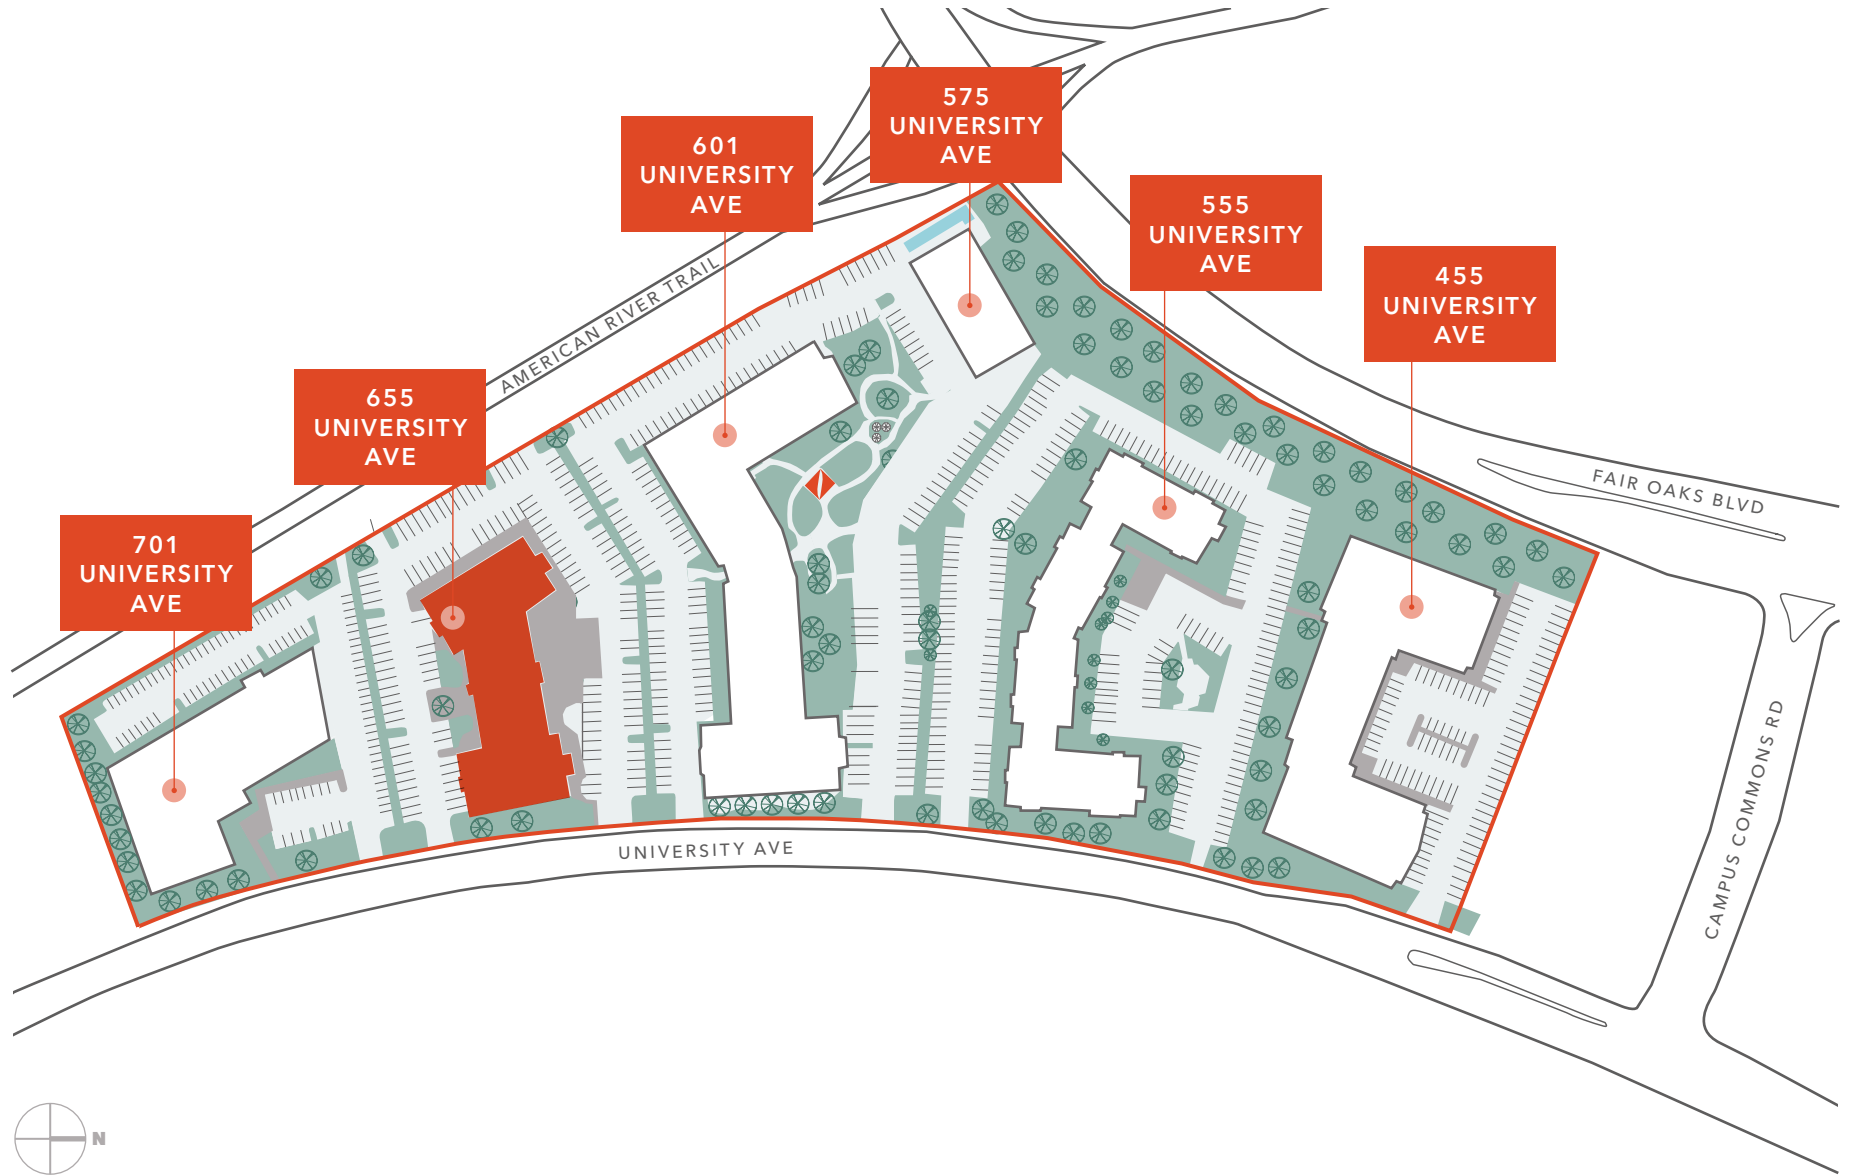 575
UNIVERSITY
AVE
601
UNIVERSITY
AVE
555
UNIVERSITY
AVE
455
UNIVERSITY
AVE
AMERICAN RIVER TRAIL
655
UNIVERSITY
AVE
FAIR OAKS BLVD
701
UNIVERSITY
AVE
CAMPUS COMMONS RD
UNIVERSITY AVE
N